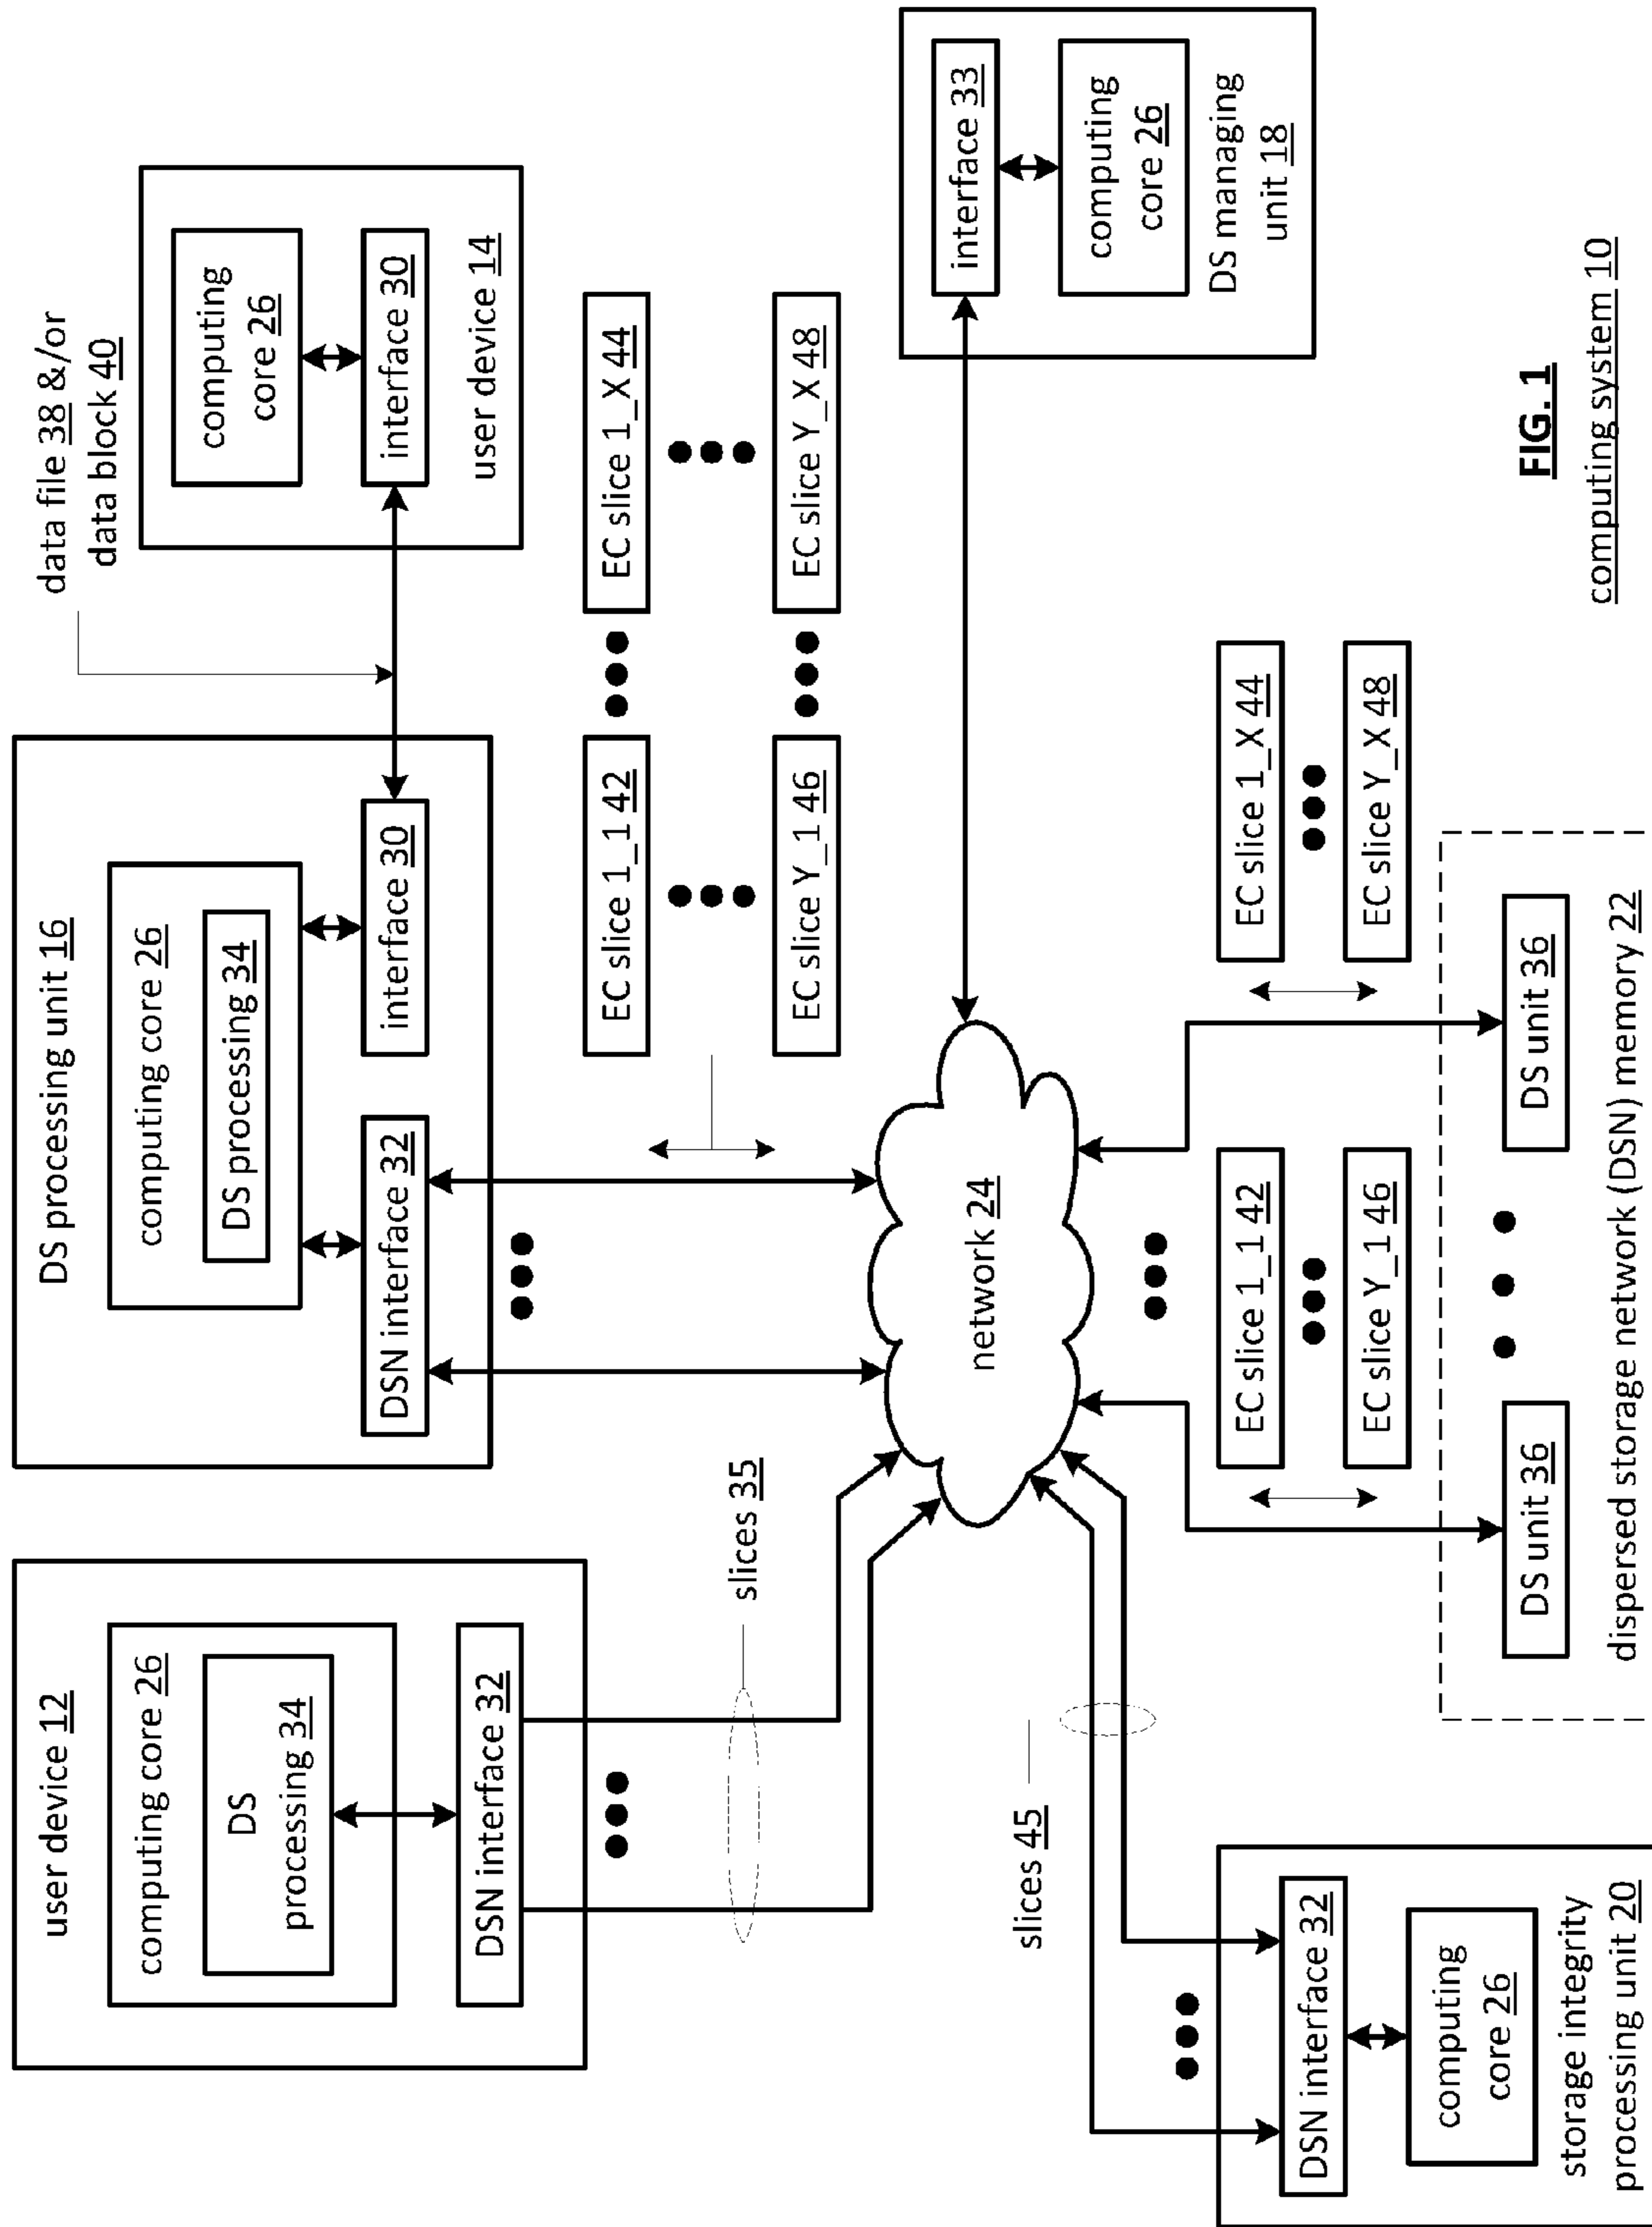 user device 12
computing core 26
DS
processing 34
DSN interface 32
slices 35
DS processing unit 16
computing core 26
DS processing 34
DSN interface 32
interface 30
data file 38 &/or
data block 40
computing
core 26
interface 30
user device 14
EC slice 1_1 42
EC slice 1_X 44
EC slice Y_1 46
EC slice Y_X 48
network 24
interface 33
computing
core 26
DS managing
unit 18
slices 45
DSN interface 32
computing
core 26
storage integrity
processing unit 20
EC slice 1_1 42
EC slice Y_1 46
EC slice 1_X 44
EC slice Y_X 48
DS unit 36
DS unit 36
dispersed storage network (DSN) memory 22
FIG. 1
computing system 10